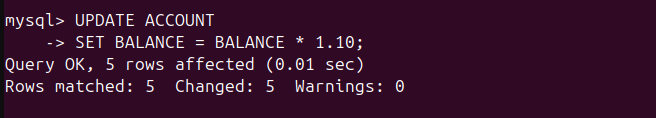 mysql> UPDATE ACCOUNT
    -> SET BALANCE = BALANCE * 1.10;
Query OK, 5 rows affected (0.01 sec)
Rows matched: 5  Changed: 5  Warnings: 0